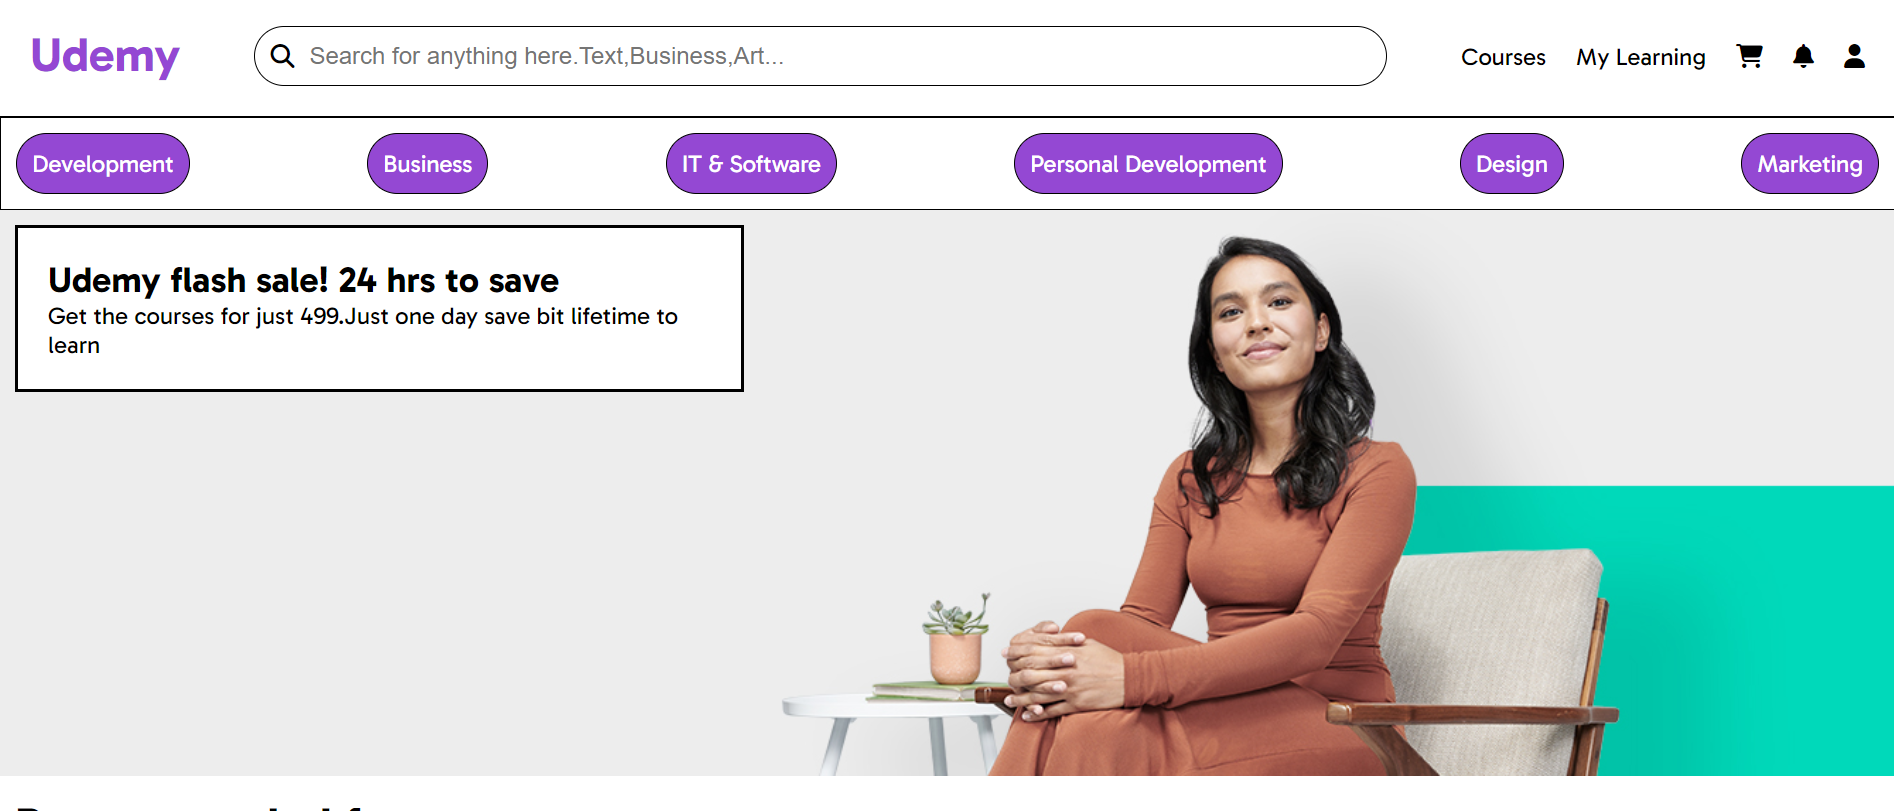 Udemy
Search for anything here.Text,Business,Art...
Courses
My Learning
Development
Business
IT & Software
Personal Development
Design
Marketing
Udemy flash sale! 24 hrs to save
Get the courses for just 499.Just one day save bit lifetime to
learn